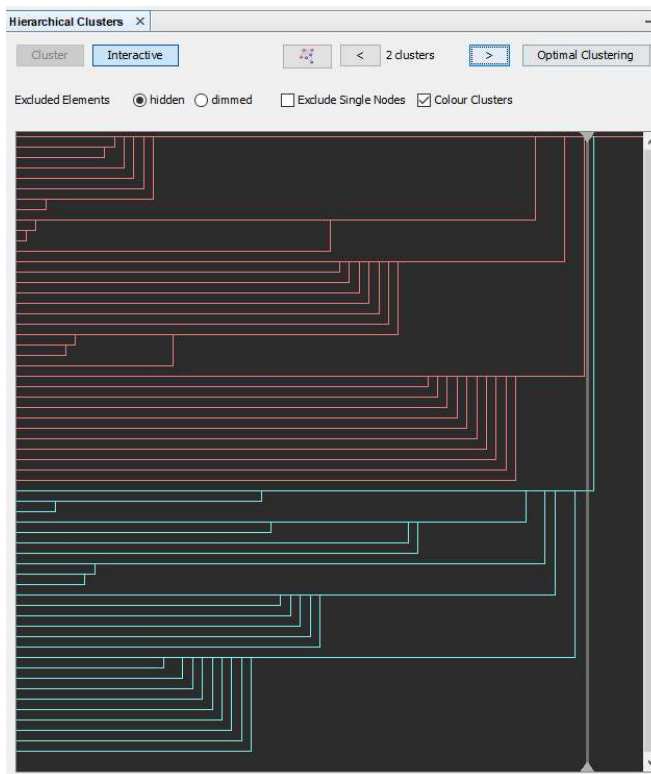 Hierarchical Clusters ×
Cluster Interactive < 2 clusters > Optimal Clustering
Excluded Elements hidden dimmed Exclude Single Nodes Colour Clusters